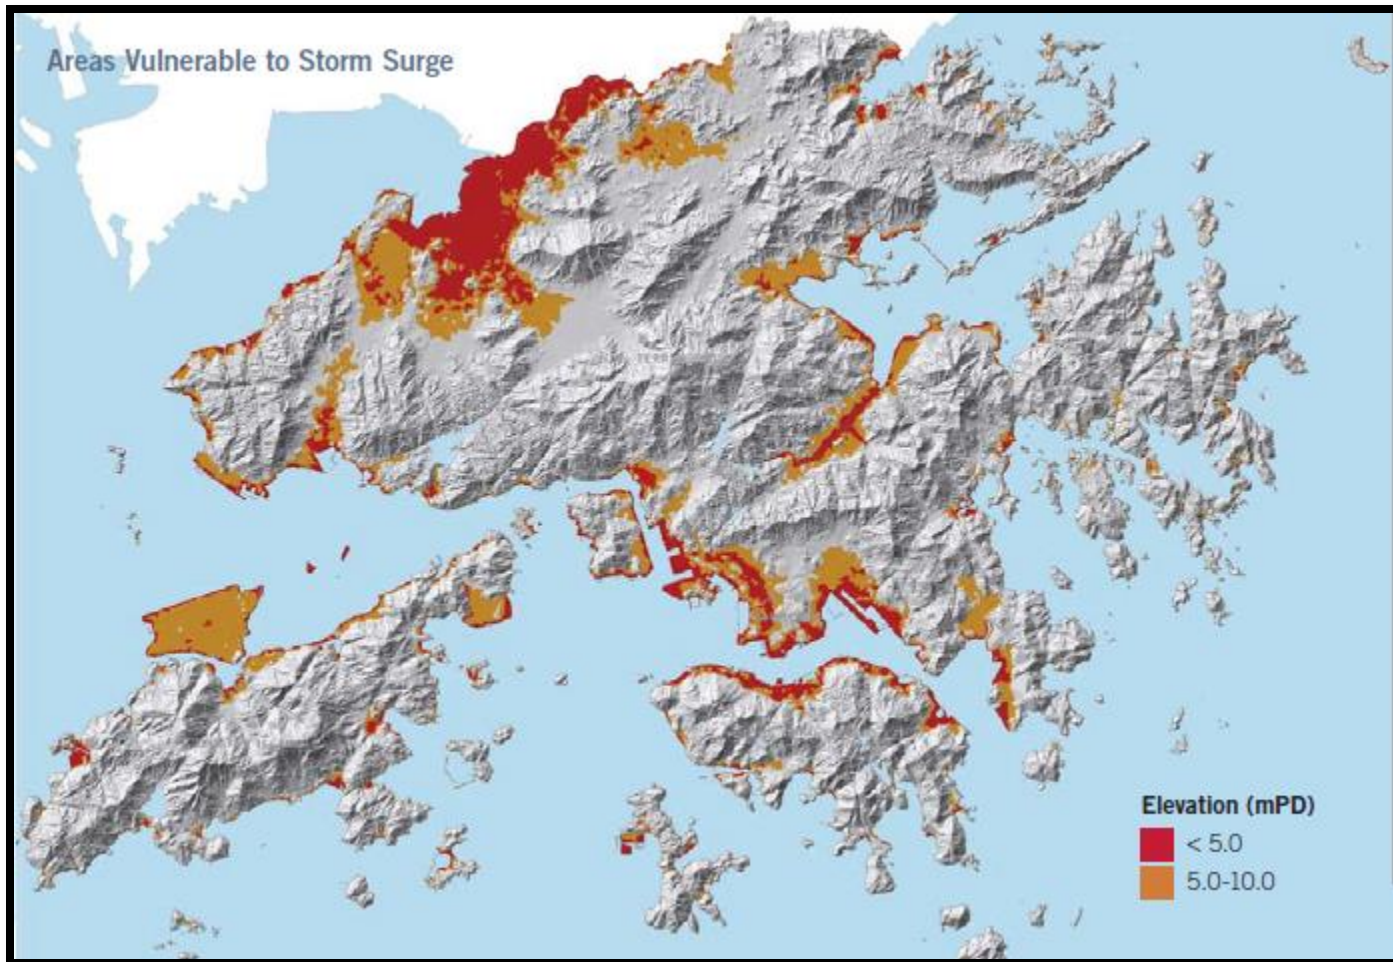 Areas Vulnerable to Storm Surge
Elevation (mPD)
< 5.0
5.0-10.0